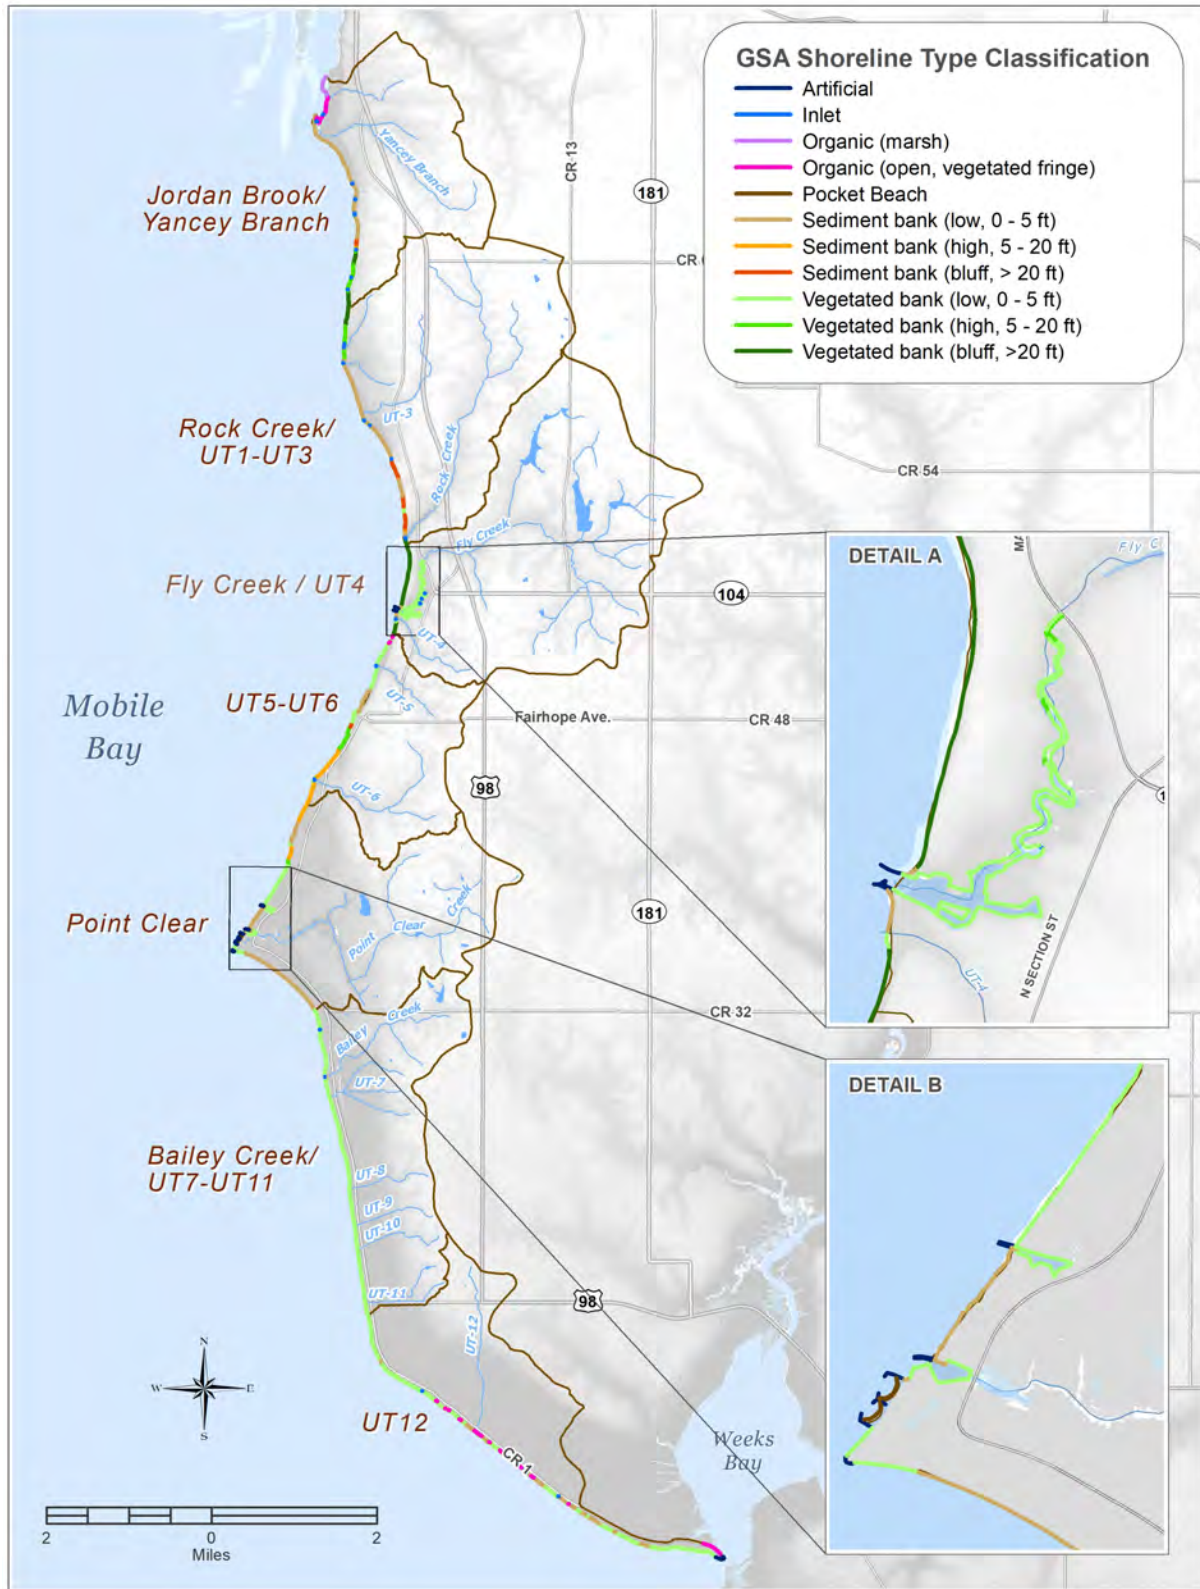 GSA Shoreline Type Classification
Artificial
Inlet
Organic (marsh)
Organic (open, vegetated fringe)
Pocket Beach
Sediment bank (low, 0 - 5 ft)
Sediment bank (high, 5 - 20 ft)
Sediment bank (bluff, > 20 ft)
Vegetated bank (low, 0 - 5 ft)
Vegetated bank (high, 5 - 20 ft)
Vegetated bank (bluff, >20 ft)
Yancey Branch
CR 13
181
Jordan Brook/
Yancey Branch
CR
UT-3
Rock Creek/
UT1-UT3
Rock Creek
CR 54
Fly Creek
Fly Creek / UT4
104
UT-4
UT5-UT6
UT-5
Mobile
Bay
Fairhope Ave.
CR 48
UT-6
98
Point Clear
Point Clear Creek
181
Bailey Creek
CR 32
UT-7
Bailey Creek/
UT7-UT11
UT-8
UT-9
UT-10
UT-11
98
UT-12
UT12
CR 1
Weeks
Bay
N
W E
S
2 0 2
Miles
DETAIL A
MA
Fly C
N SECTION ST
UT-4
DETAIL B